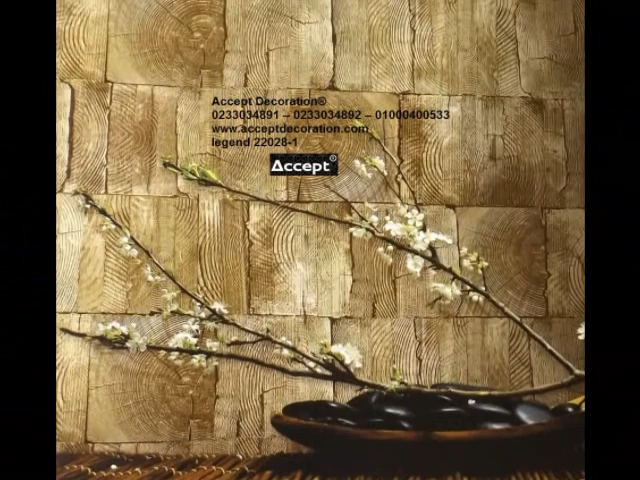 Accept Decoration®
0233034891 – 0233034892 – 01000400533
www.acceptdecoration.com
legend 22028-1
Accept®